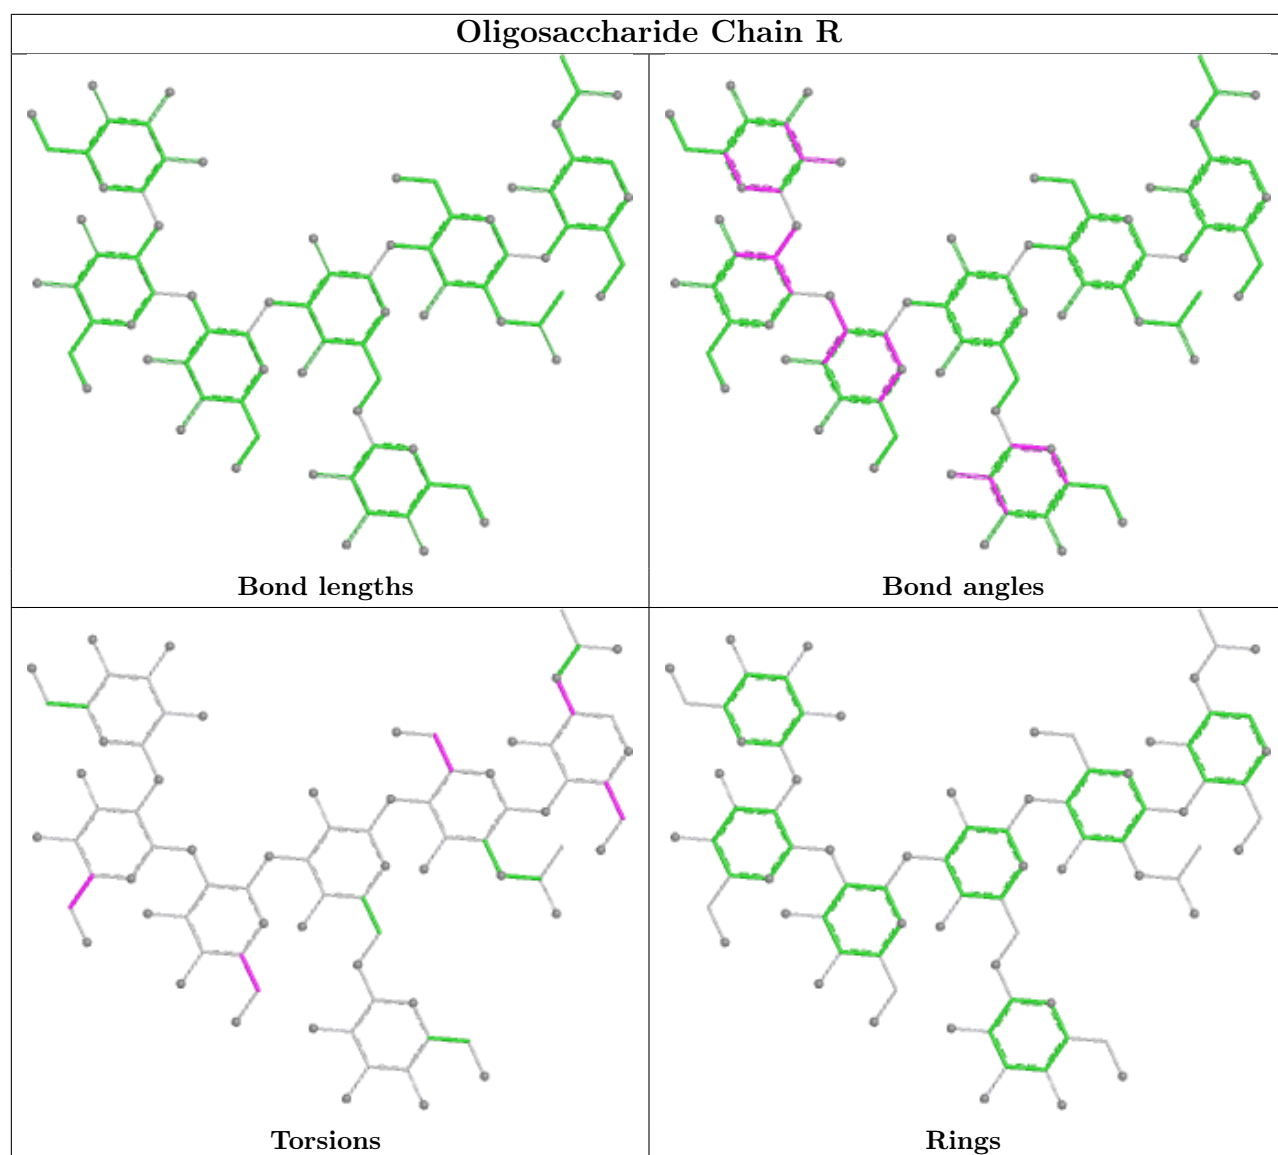 Oligosaccharide Chain R
Bond lengths
Bond angles
Torsions
Rings